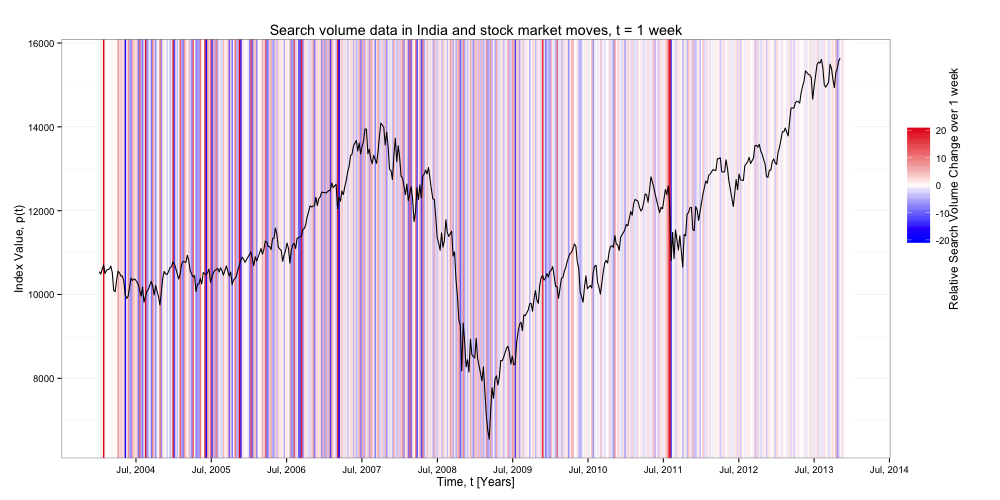 Search volume data in India and stock market moves, t = 1 week
16000
14000
12000
10000
8000
Index Value, p(t)
Jul, 2004 Jul, 2005 Jul, 2006 Jul, 2007 Jul, 2008 Jul, 2009 Jul, 2010 Jul, 2011 Jul, 2012 Jul, 2013 Jul, 2014
Time, t [Years]
20
10
0
-10
-20
Relative Search Volume Change over 1 week